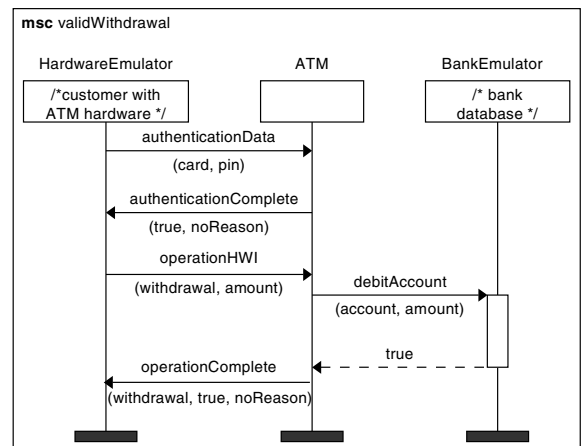 msc validWithdrawal
HardwareEmulator
ATM
BankEmulator
/*customer with
ATM hardware */
/* bank
database */
authenticationData
(card, pin)
authenticationComplete
(true, noReason)
operationHWI
(withdrawal, amount)
debitAccount
(account, amount)
true
operationComplete
(withdrawal, true, noReason)